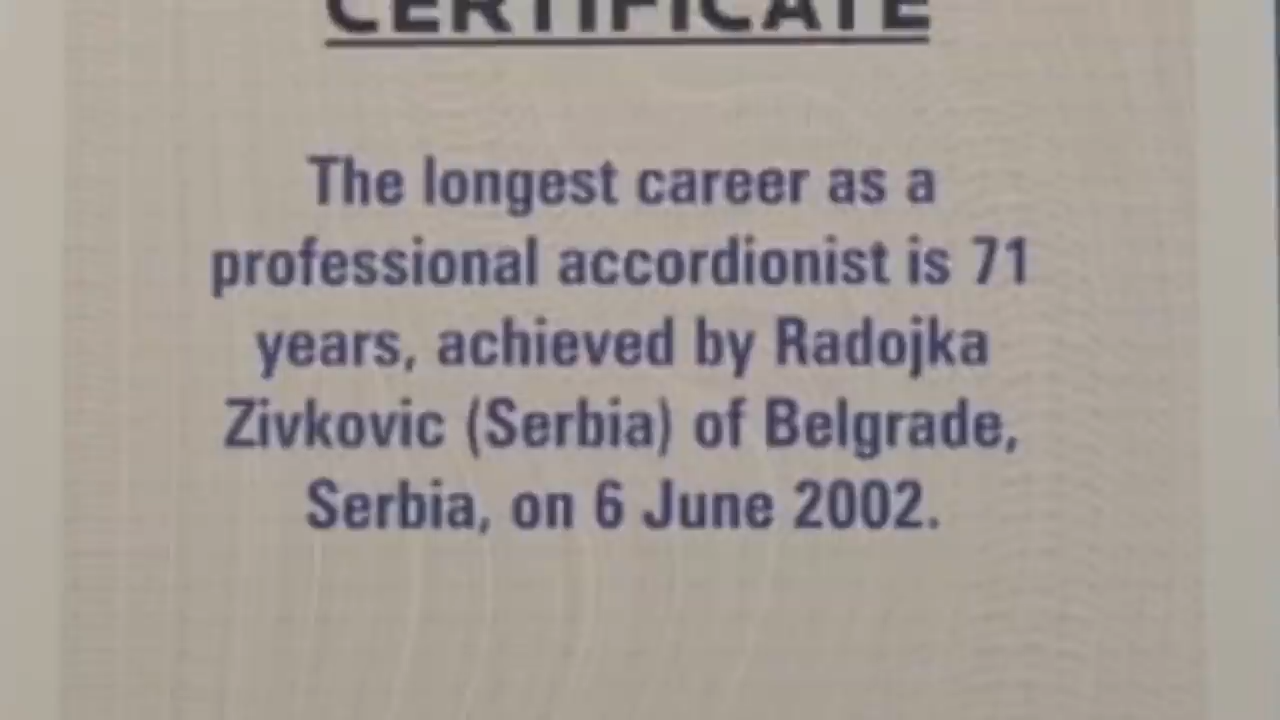 CERTIFICATE
The longest career as a
professional accordionist is 71
years, achieved by Radojka
Zivkovic (Serbia) of Belgrade,
Serbia, on 6 June 2002.